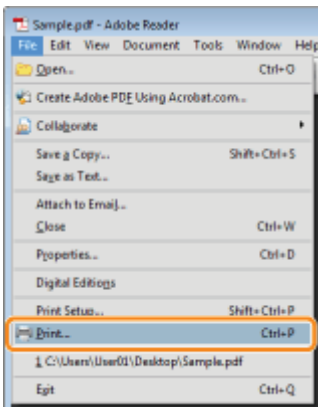 Sample.pdf - Adobe Reader
File Edit View Document Tools Window Help
Open... Ctrl+O
Create Adobe PDF Using Acrobat.com...
Collaborate
Save a Copy... Shift+Ctrl+S
Save as Text...
Attach to Email...
Close Ctrl+W
Properties... Ctrl+D
Digital Editions
Print Setup... Shift+Ctrl+P
Print... Ctrl+P
1 C:\Users\User01\Desktop\Sample.pdf
Exit Ctrl+Q